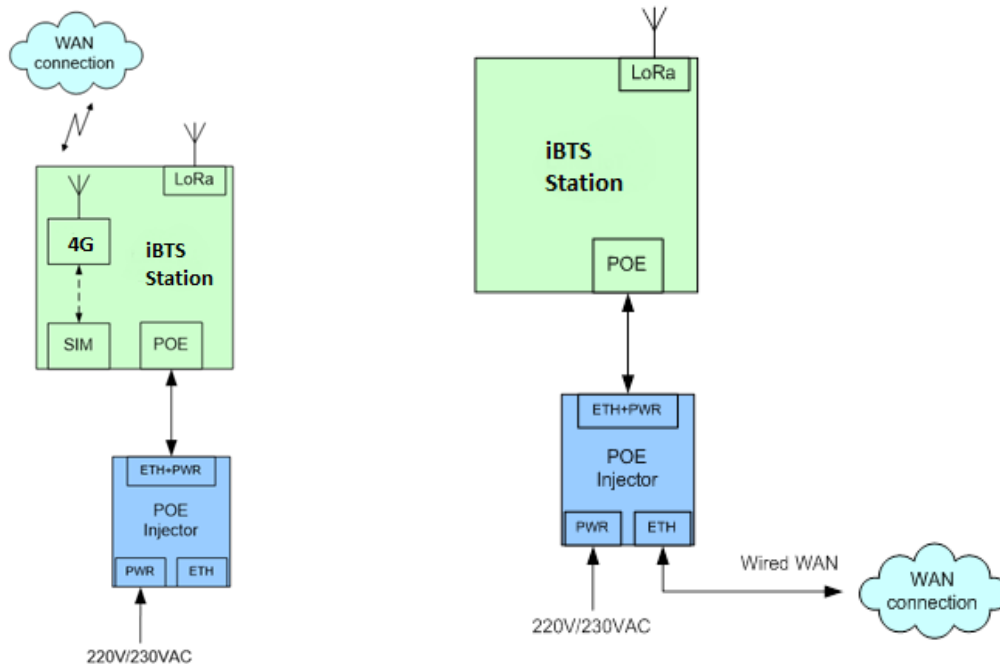 WAN
connection
LoRa
4G
iBTS
Station
SIM
POE
ETH+PWR
POE
Injector
PWR
ETH
220V/230VAC
LoRa
iBTS
Station
POE
ETH+PWR
POE
Injector
PWR
ETH
220V/230VAC
Wired WAN
WAN
connection